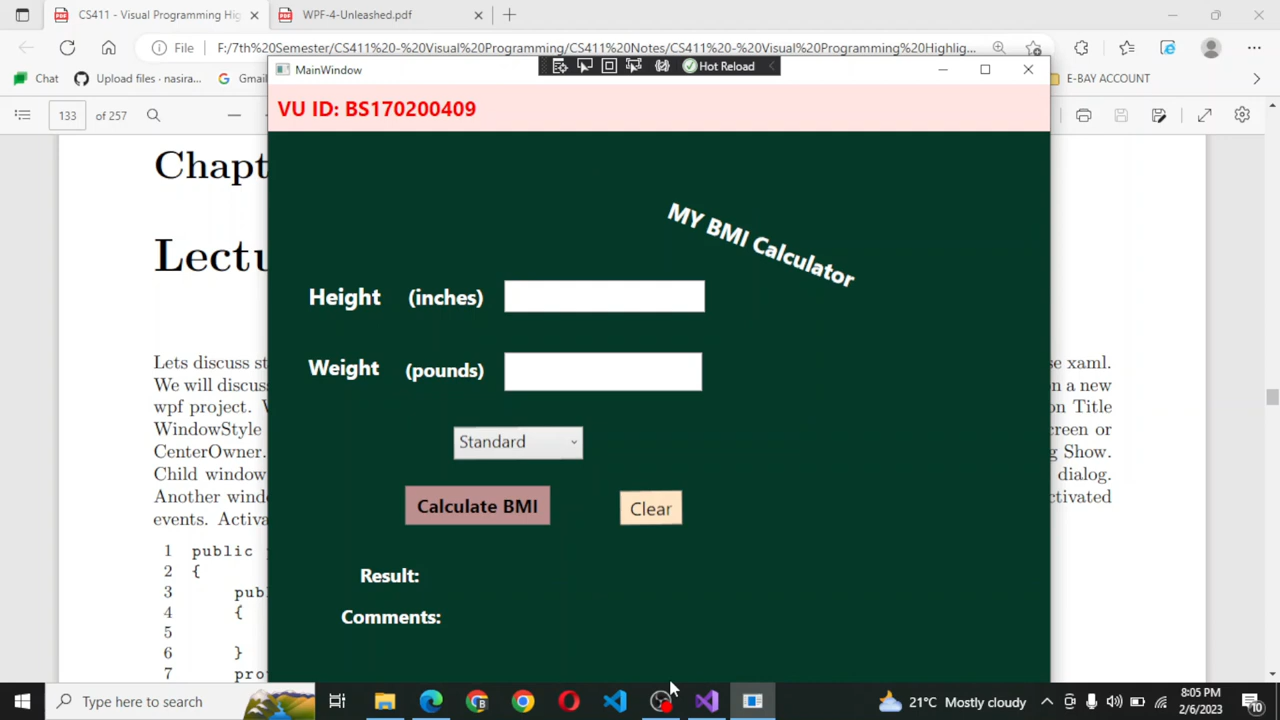 CS411 - Visual Programming Hig
WPF-4-Unleashed.pdf
File
F:/7th%20Semester/CS411%20-%20Visual%20Programming/CS411%20Notes/CS411%20-%20Visual%20Programming%20Highlig...
Chat
Upload files - nasira...
Gmai
E-BAY ACCOUNT
133
of 257
MainWindow
Hot Reload
VU ID: BS170200409
Chapt
MY BMI Calculator
Lectu
Height
(inches)
Weight
(pounds)
Standard
Calculate BMI
Clear
Result:
Comments:
Lets discuss st
se xaml.
We will discus
n a new
wpf project. W
on Title
WindowStyle
creen or
CenterOwner.
g Show.
Child window
dialog.
Another wind
ctivated
events. Activa
1 public
2 {
3 pub
4 {
5
6 }
7 pro
Type here to search
21°C Mostly cloudy
8:05 PM
2/6/2023
10